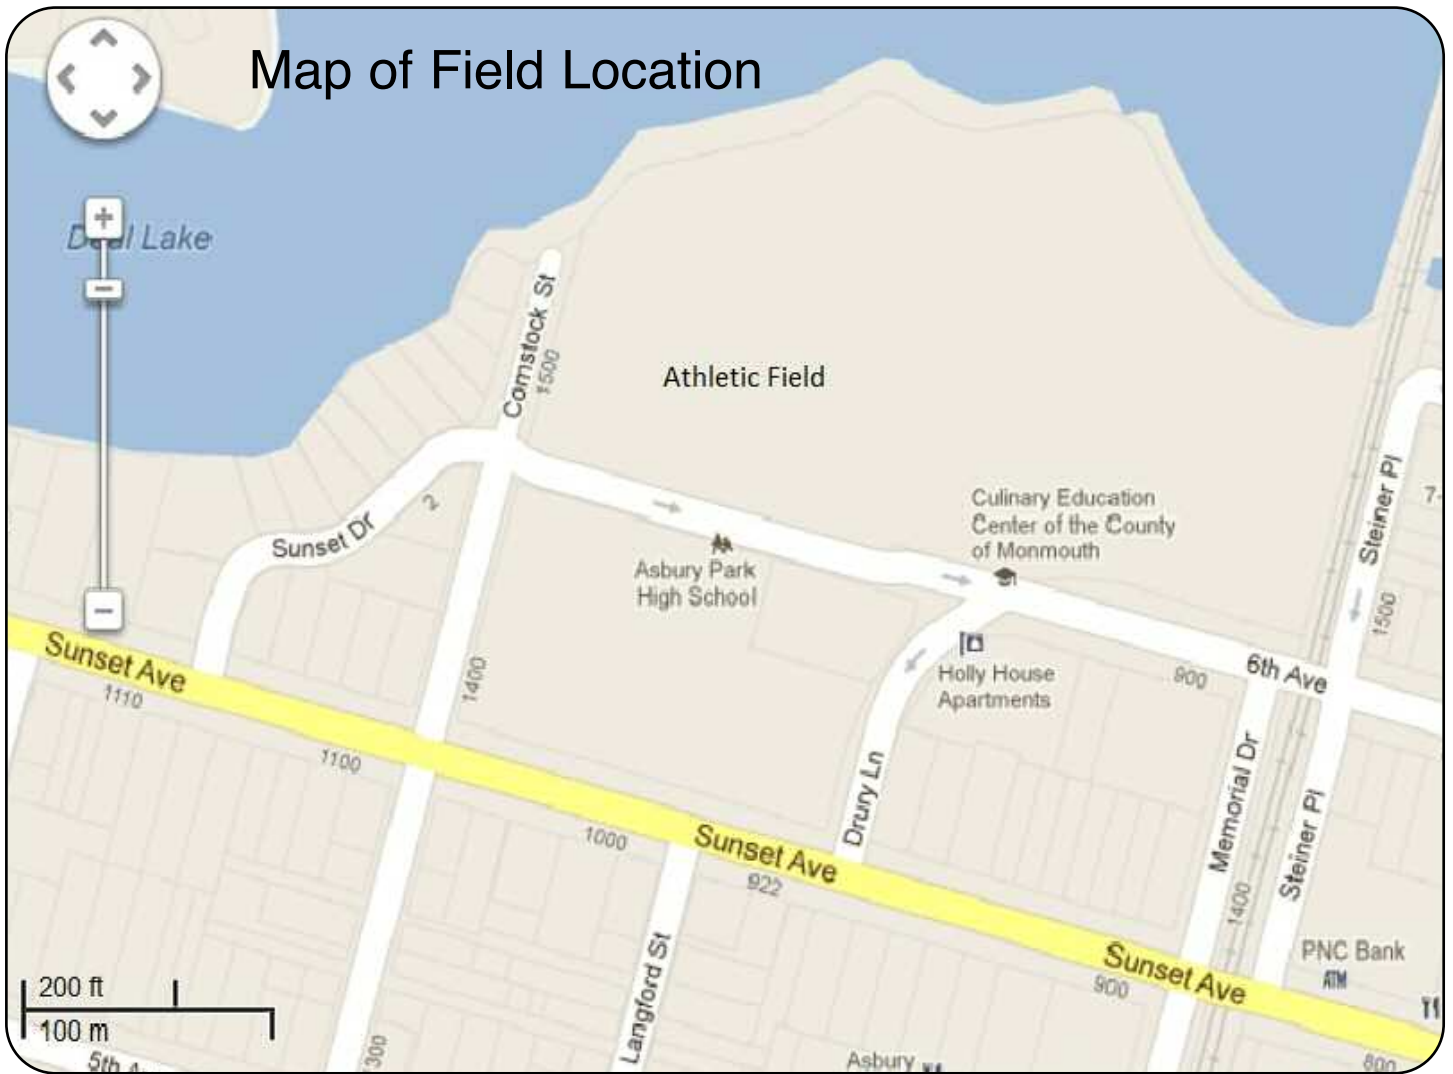 Map of Field Location
Deal Lake
Comstock St
1500
Athletic Field
Steiner Pl
7-
Culinary Education
Center of the County
of Monmouth
2
Sunset Dr
Asbury Park
High School
1500
Sunset Ave
1110
1400
Holly House
Apartments
900
6th Ave
1100
Drury Ln
Memorial Dr
Steiner Pl
1000
Sunset Ave
922
1400
Sunset Ave
900
PNC Bank
ATM
200 ft
100 m
Langford St
5th A
300
Asbury
800